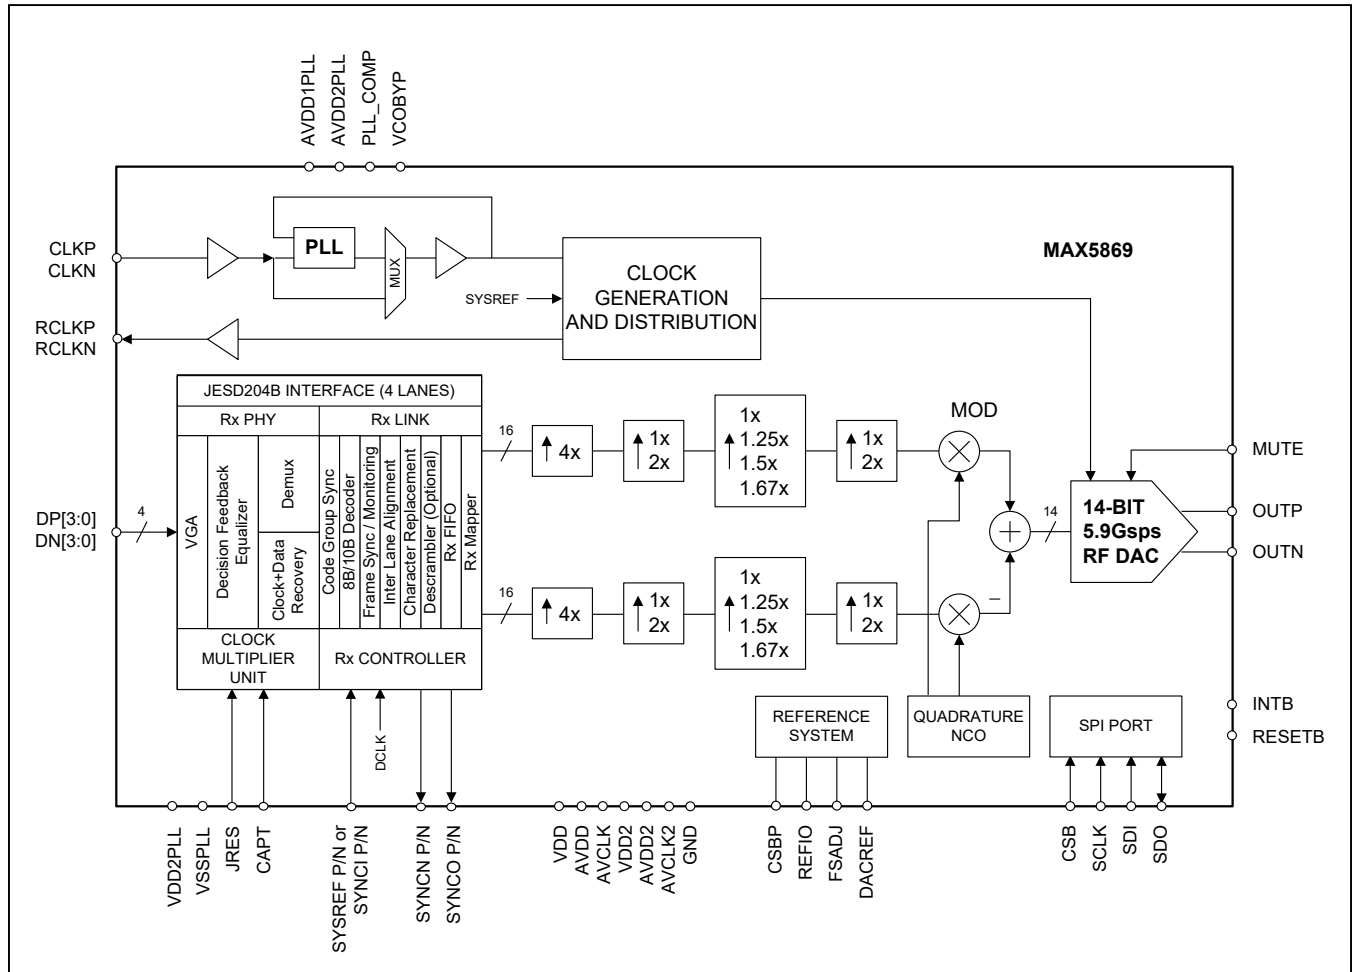 AVDD1PLL
AVDD2PLL
PLL_COMP
VCOBYP
CLKP
CLKN
PLL
MUX
SYSREF
CLOCK
GENERATION
AND DISTRIBUTION
MAX5869
RCLKP
RCLKN
JESD204B INTERFACE (4 LANES)
Rx PHY
Rx LINK
VGA
Decision Feedback
Equalizer
Demux
Clock+Data
Recovery
Code Group Sync
8B/10B Decoder
Frame Sync / Monitoring
Inter Lane Alignment
Character Replacement
Descrambler (Optional)
Rx FIFO
Rx Mapper
CLOCK
MULTIPLIER
UNIT
Rx CONTROLLER
DP[3:0]
DN[3:0]
4
16
4x
1x
2x
1x
1.25x
1.5x
1.67x
1x
2x
MOD
16
4x
1x
2x
1x
1.25x
1.5x
1.67x
1x
2x
+
–
14
14-BIT
5.9Gsps
RF DAC
MUTE
OUTP
OUTN
INTB
RESETB
DCLK
REFERENCE
SYSTEM
QUADRATURE
NCO
SPI PORT
VDD2PLL
VSSPLL
JRES
CAPT
SYSREF P/N or
SYNCI P/N
SYNCN P/N
SYNCO P/N
VDD
AVDD
AVCLK
VDD2
AVDD2
AVCLK2
GND
CSBP
REFIO
FSADJ
DACREF
CSB
SCLK
SDI
SDO